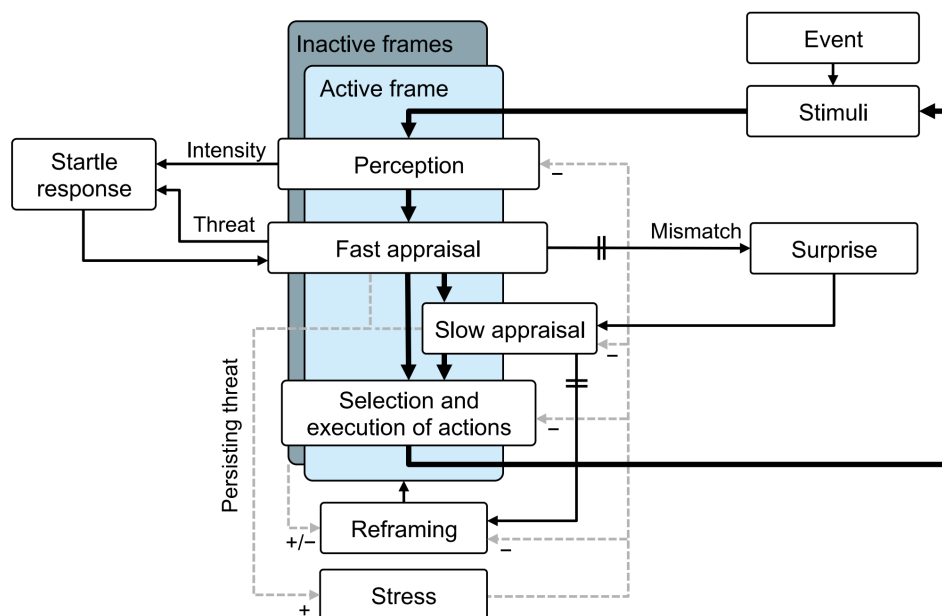 Inactive frames
Active frame
Event
Stimuli
Startle
response
Intensity
Perception
–
Threat
Fast appraisal
Mismatch
Surprise
Slow appraisal
–
Persisting threat
Selection and
execution of actions
–
Reframing
+/–
–
Stress
+